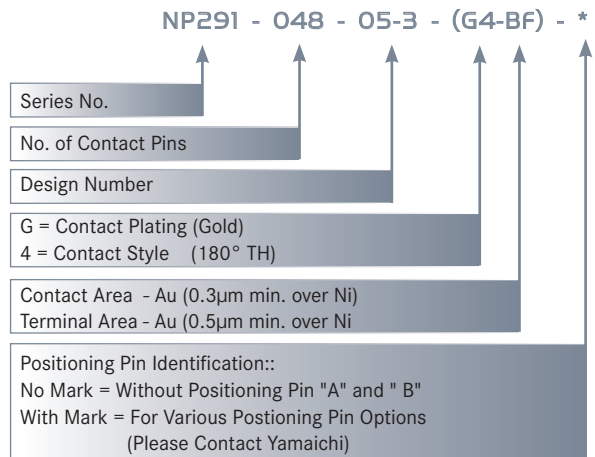 NP291 - 048 - 05-3 - (G4-BF) - *
Series No.
No. of Contact Pins
Design Number
G = Contact Plating (Gold)
4 = Contact Style (180° TH)
Contact Area - Au (0.3µm min. over Ni)
Terminal Area - Au (0.5µm min. over Ni
Positioning Pin Identification::
No Mark = Without Positioning Pin "A" and " B"
With Mark = For Various Postioning Pin Options
(Please Contact Yamaichi)